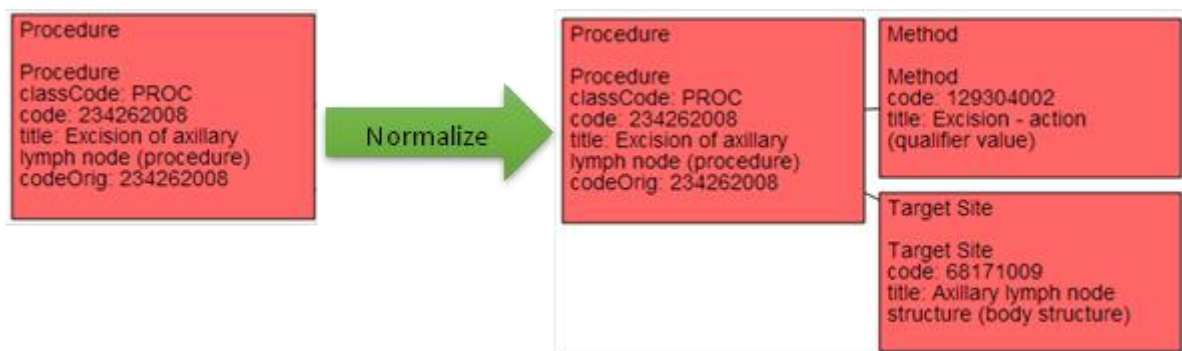 Procedure
Procedure
classCode: PROC
code: 234262008
title: Excision of axillary
lymph node (procedure)
codeOrig: 234262008
Normalize
Procedure
Procedure
classCode: PROC
code: 234262008
title: Excision of axillary
lymph node (procedure)
codeOrig: 234262008
Method
Method
code: 129304002
title: Excision - action
(qualifier value)
Target Site
Target Site
code: 68171009
title: Axillary lymph node
structure (body structure)